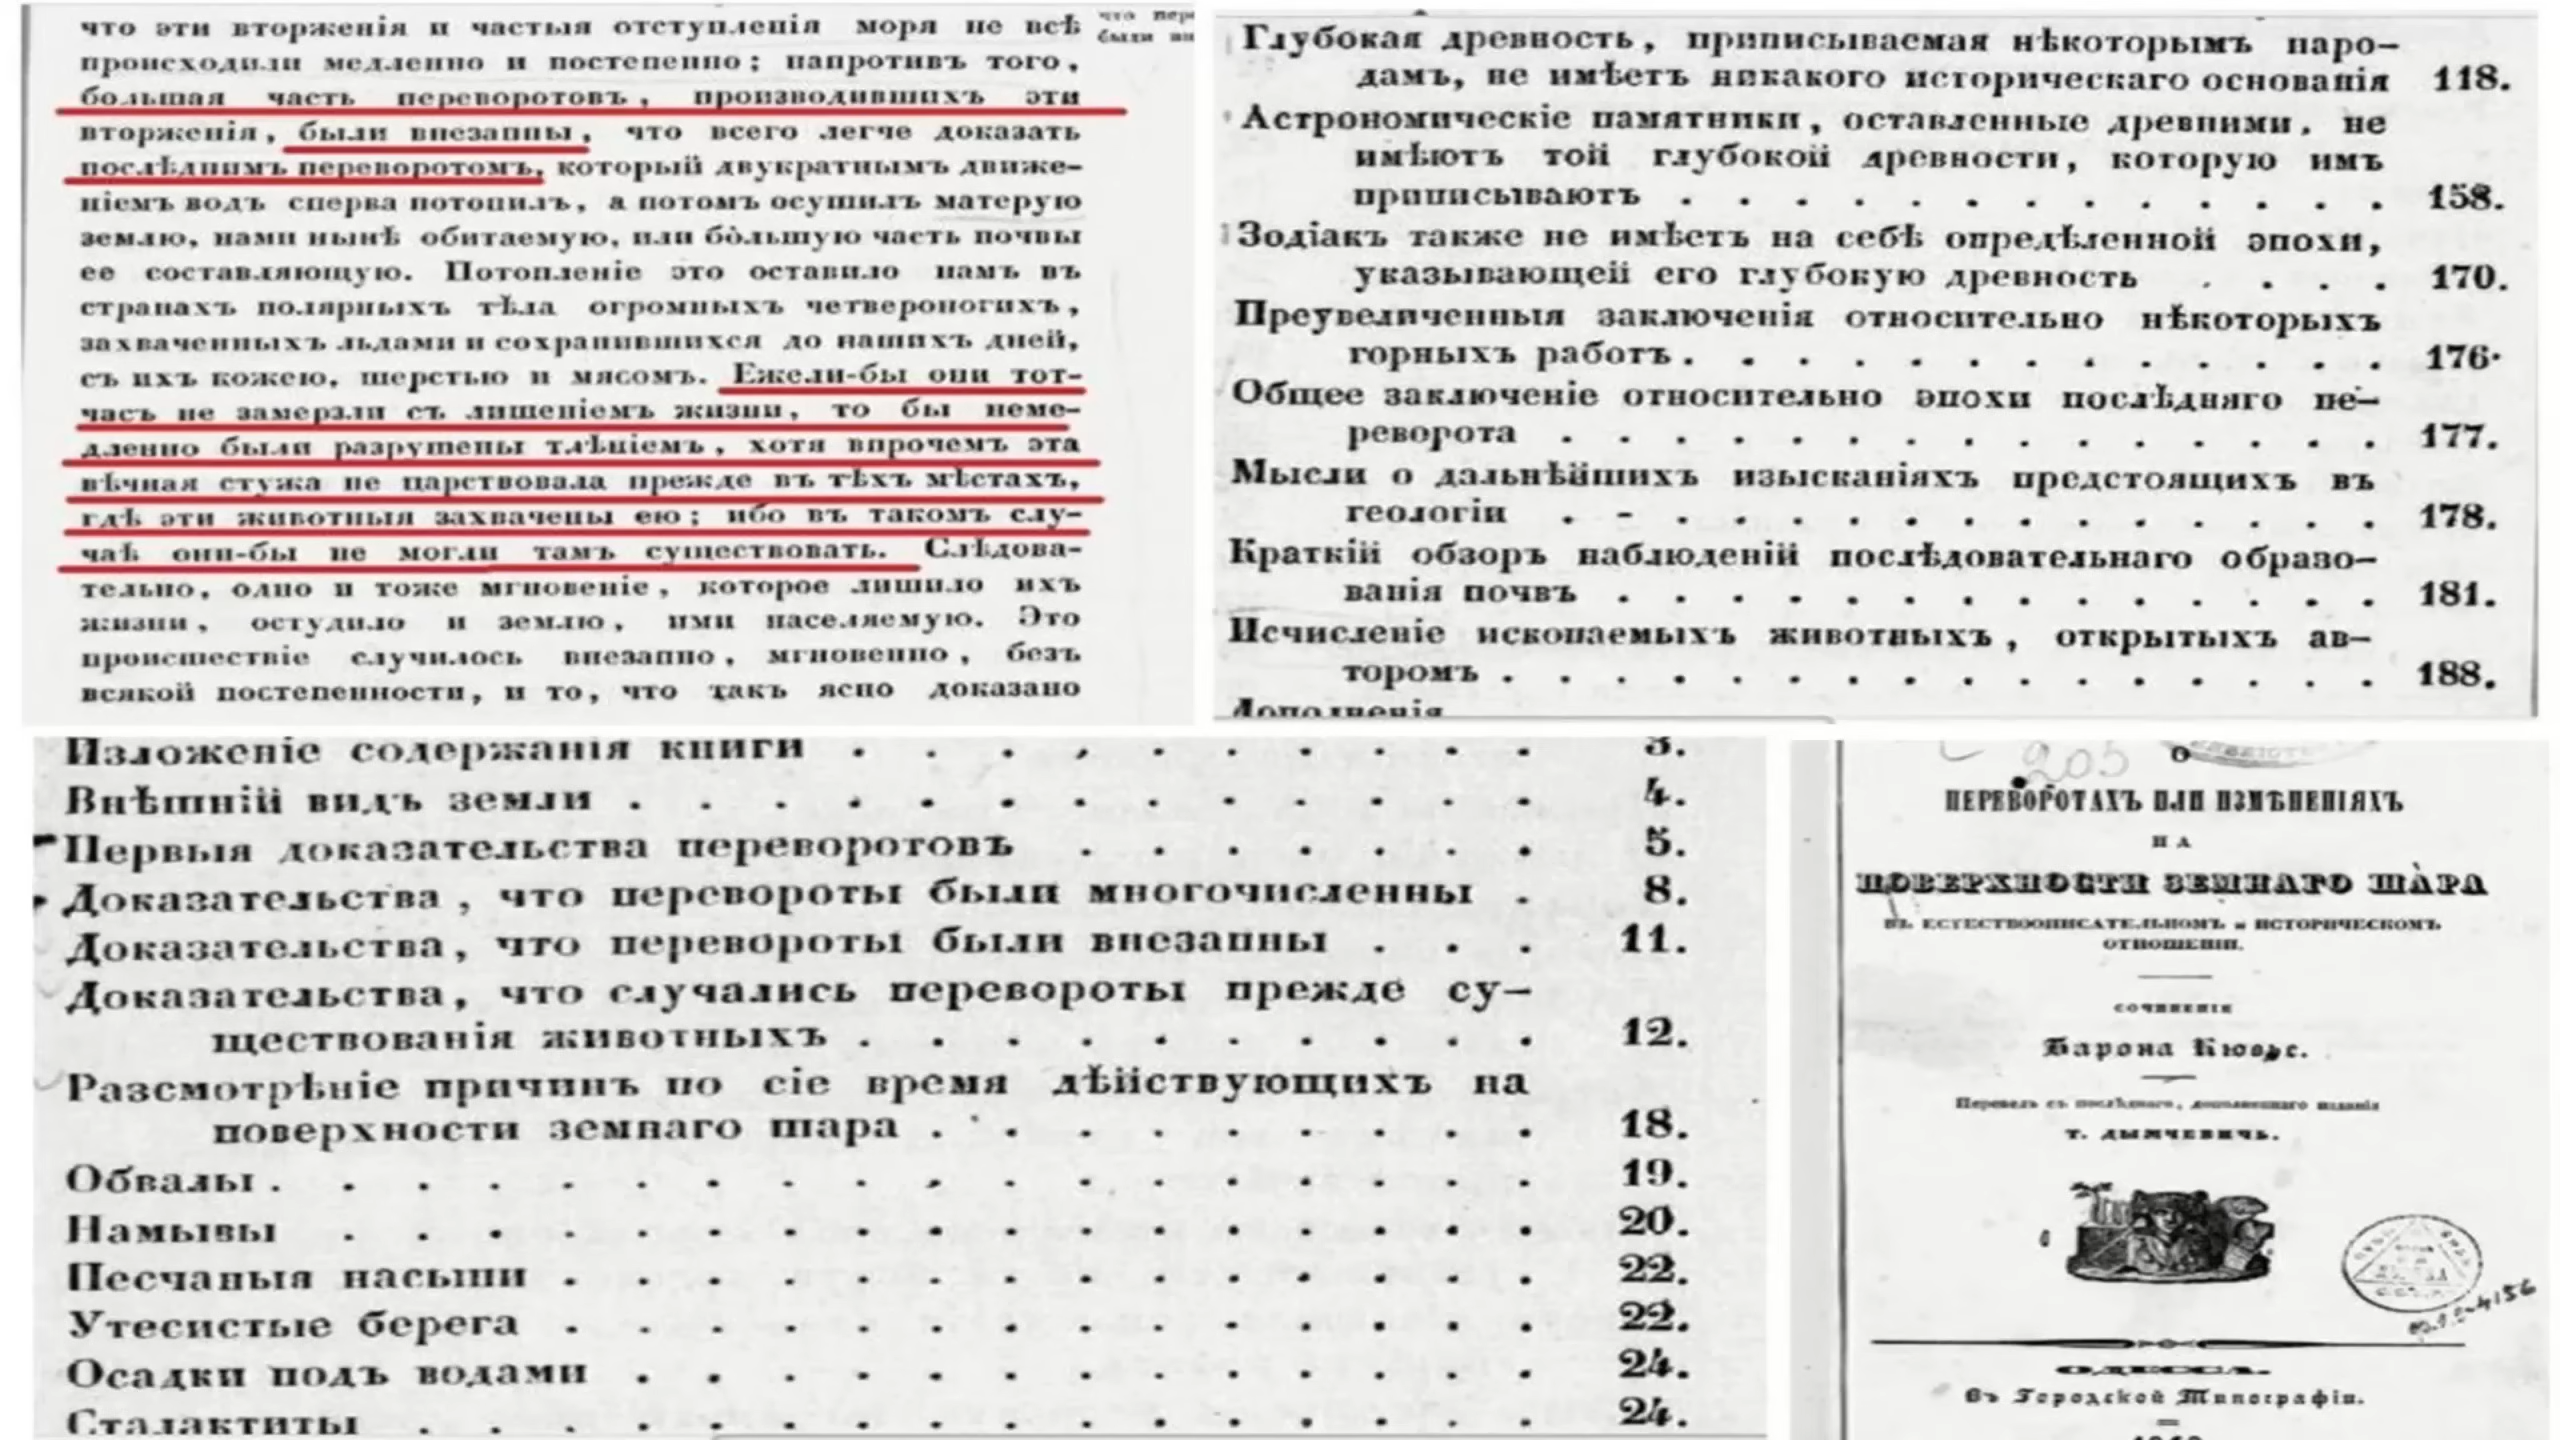 что эти вторженія и частыя отступленія моря не всѣ
происходили медленно и постепенно; напротивъ того,
большая часть переворотовъ, производившихъ эти
вторженія, были внезапны, что всего легче доказать
послѣднимъ переворотомъ, который двукратнымъ движе-
ніемъ водъ сперва потопилъ, а потомъ осушилъ матерую
землю, нами нынѣ обитаемую, или бо̀льшую часть почвы
ее составляющую. Потопленіе это оставило намъ въ
странахъ полярныхъ тѣла огромныхъ четвероногихъ,
захваченныхъ льдами и сохранившихся до нашихъ дней,
съ ихъ кожею, шерстью и мясомъ. Ежели-бы они тот-
часъ не замерзли съ лишеніемъ жизни, то бы неме-
дленно были разрушены тлѣніемъ, хотя впрочемъ эта
вѣчная стужа не царствовала прежде въ тѣхъ мѣстахъ,
гдѣ эти животныя захвачены ею; ибо въ такомъ слу-
чаѣ они-бы не могли тамъ существовать. Слѣдова-
тельно, одно и тоже мгновеніе, которое лишило ихъ
жизни, остудило и землю, ими населяемую. Это
происшествіе случилось внезапно, мгновенно, безъ
всякой постепенности, и то, что такъ ясно доказано
что
были
Глубокая древность, приписываемая нѣкоторымъ наро-
дамъ, не имѣетъ никакого историческаго основанія 118.
Астрономическіе памятники, оставленные древними, не
имѣютъ той глубокой древности, которую имъ
приписываютъ . . . . . . . . . . . . . 158.
Зодіакъ также не имѣетъ на себѣ опредѣленной эпохи,
указывающей его глубокую древность . . . . 170.
Преувеличенныя заключенія относительно нѣкоторыхъ
горныхъ работъ. . . . . . . . . . . . . 176.
Общее заключеніе относительно эпохи послѣдняго пе-
реворота . . . . . . . . . . . . . . . 177.
Мысли о дальнѣйшихъ изысканіяхъ предстоящихъ въ
геологіи . - . . . . . . . . . . . . . 178.
Краткій обзоръ наблюденій послѣдовательнаго образо-
ванія почвъ . . . . . . . . . . . . . . 181.
Исчисленіе ископаемыхъ животныхъ, открытыхъ ав-
торомъ . . . . . . . . . . . . . . . . 188.
Дополненія
Изложеніе содержанія книги . . . . . . . . . . 3.
Внѣшній видъ земли . . . . . . . . . . . . . 4.
Первыя доказательства переворотовъ . . . . . . . 5.
Доказательства, что перевороты были многочисленны . 8.
Доказательства, что перевороты были внезапны . . . 11.
Доказательства, что случались перевороты прежде су-
ществованія животныхъ . . . . . . . . . . 12.
Разсмотрѣніе причинъ по сіе время дѣйствующихъ на
поверхности земнаго шара . . . . . . . . . 18.
Обвалы . . . . . . . . . . . . . . . . . . 19.
Намывы . . . . . . . . . . . . . . . . . 20.
Песчаныя насыпи . . . . . . . . . . . . . . 22.
Утесистые берега . . . . . . . . . . . . . . 22.
Осадки подъ водами . . . . . . . . . . . . . 24.
Сталактиты . . . . . . . . . . . . . . . . 24.
205
О
ПЕРЕВОРОТАХЪ ИЛИ ИЗМѢНЕНІЯХЪ
НА
ПОВЕРХНОСТИ ЗЕМНАГО ША̀РА
ВЪ ЕСТЕСТВООПИСАТЕЛЬНОМЪ и ИСТОРИЧЕСКОМЪ
ОТНОШЕНІИ.
СОЧИНЕНІЯ
Барона Кювье.
Перевелъ съ послѣдняго, дополненнаго изданія
Т. ДЫМЧЕВИЧЬ.
ОДЕССА.
Въ Городской Типографіи.